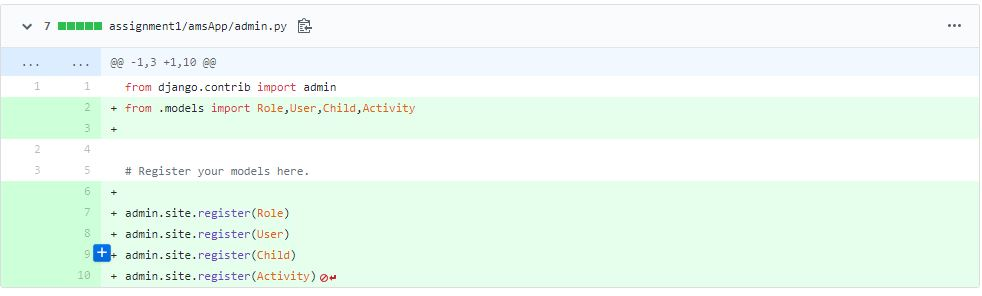 7 assignment1/amsApp/admin.py
... ... @@ -1,3 +1,10 @@
1 1 from django.contrib import admin
2 + from .models import Role,User,Child,Activity
3 +
2 4
3 5 # Register your models here.
6 +
7 + admin.site.register(Role)
8 + admin.site.register(User)
9 + admin.site.register(Child)
10 + admin.site.register(Activity)